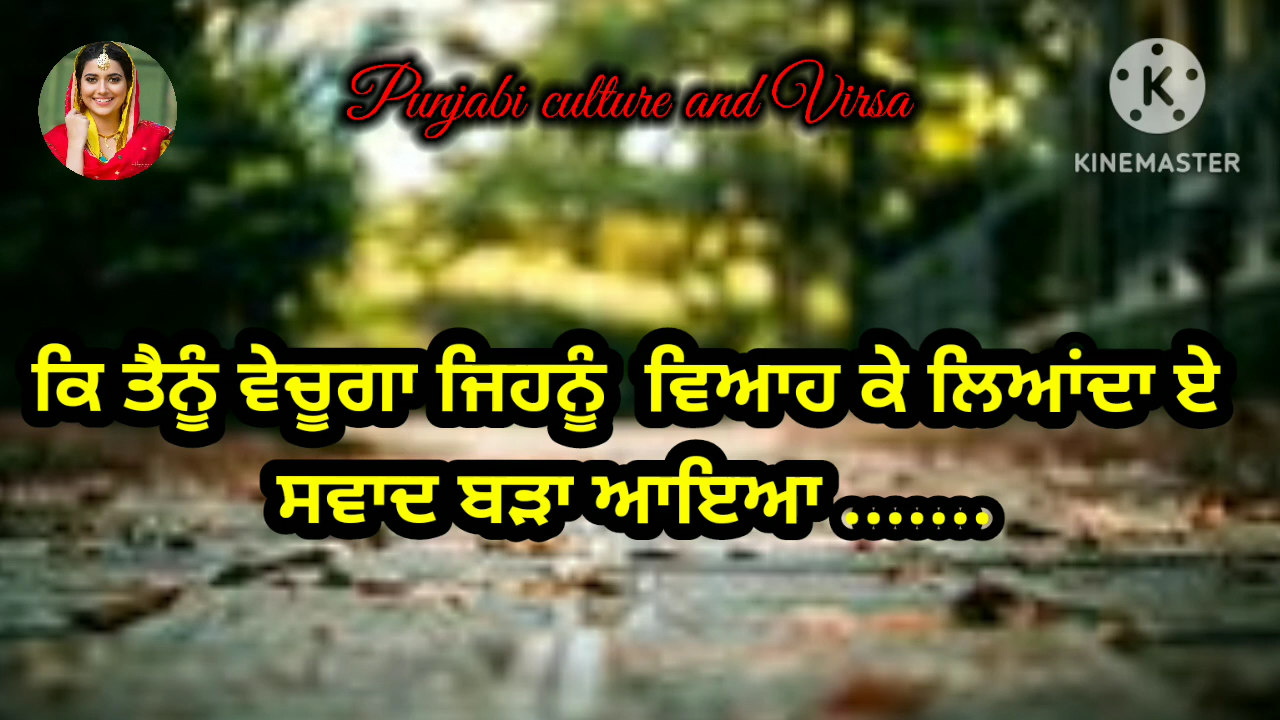 Punjabi culture and Virsa
K
KINEMASTER
ਕਿ ਤੈਨੂੰ ਵੇਚੂਗਾ ਜਿਹਨੂੰ ਵਿਆਹ ਕੇ ਲਿਆਂਦਾ ਏ
ਸਵਾਦ ਬੜਾ ਆਇਆ .......